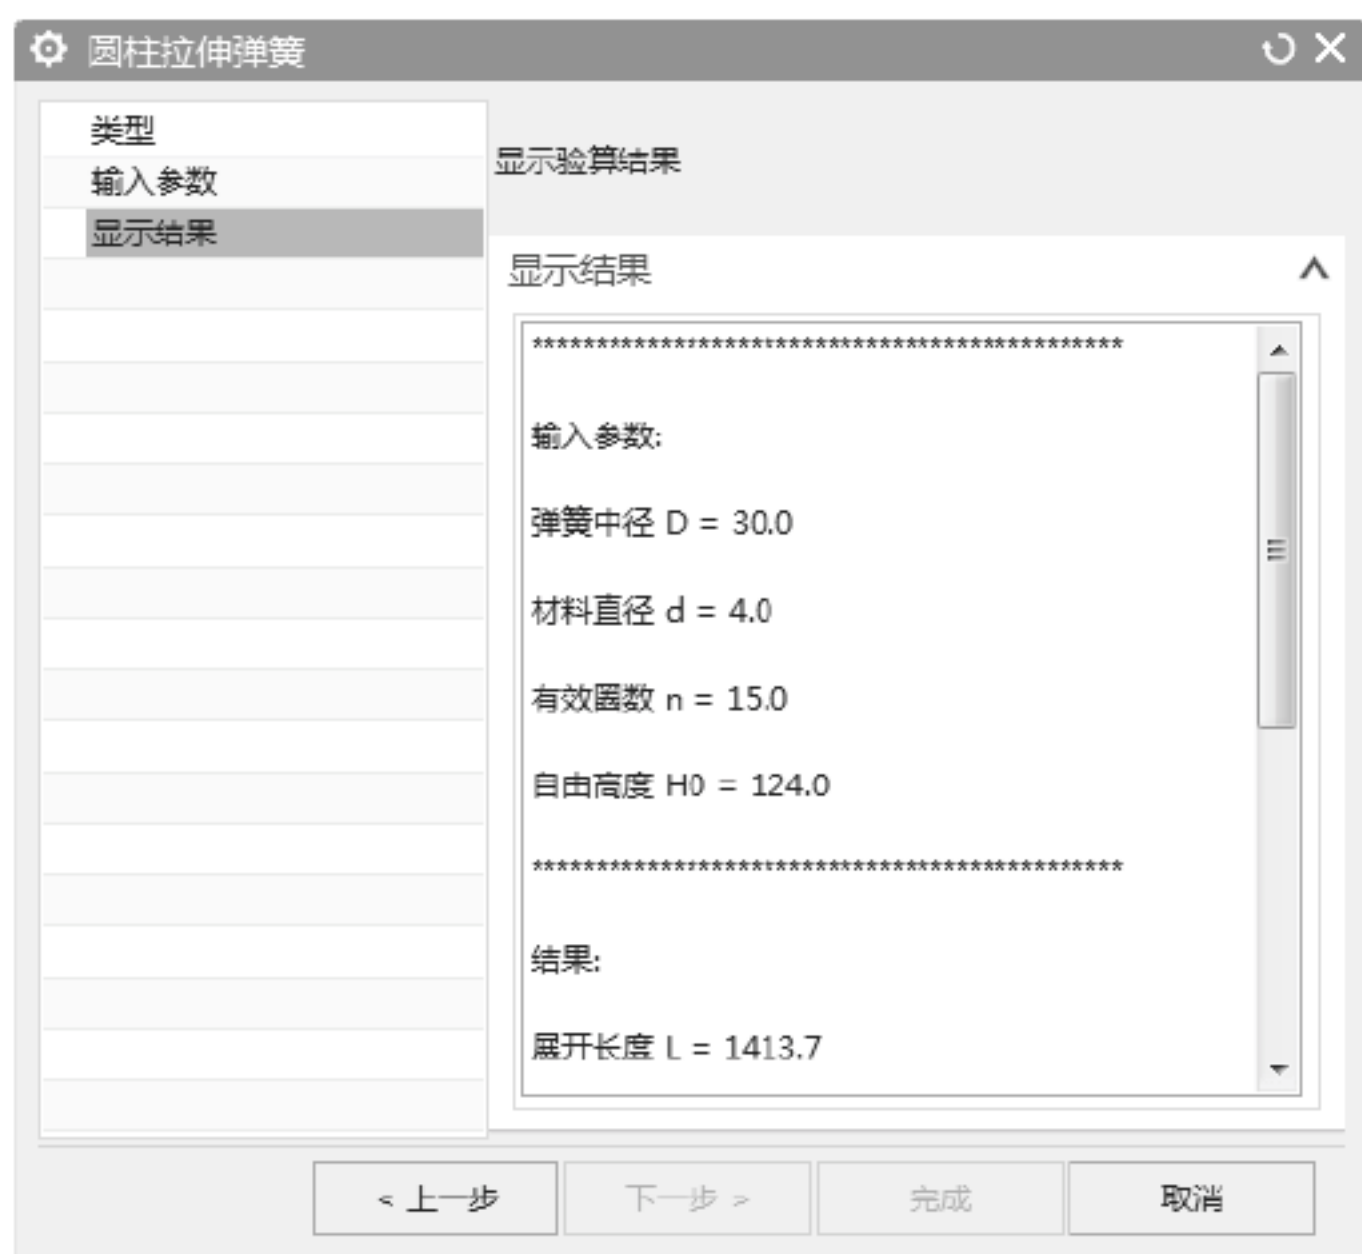 圆柱拉伸弹簧
类型
输入参数
显示结果
显示验算结果
显示结果
**********************************************************
输入参数:
弹簧中径 D = 30.0
材料直径 d = 4.0
有效圈数 n = 15.0
自由高度 H0 = 124.0
**********************************************************
结果:
展开长度 L = 1413.7
< 上一步
下一步 >
完成
取消